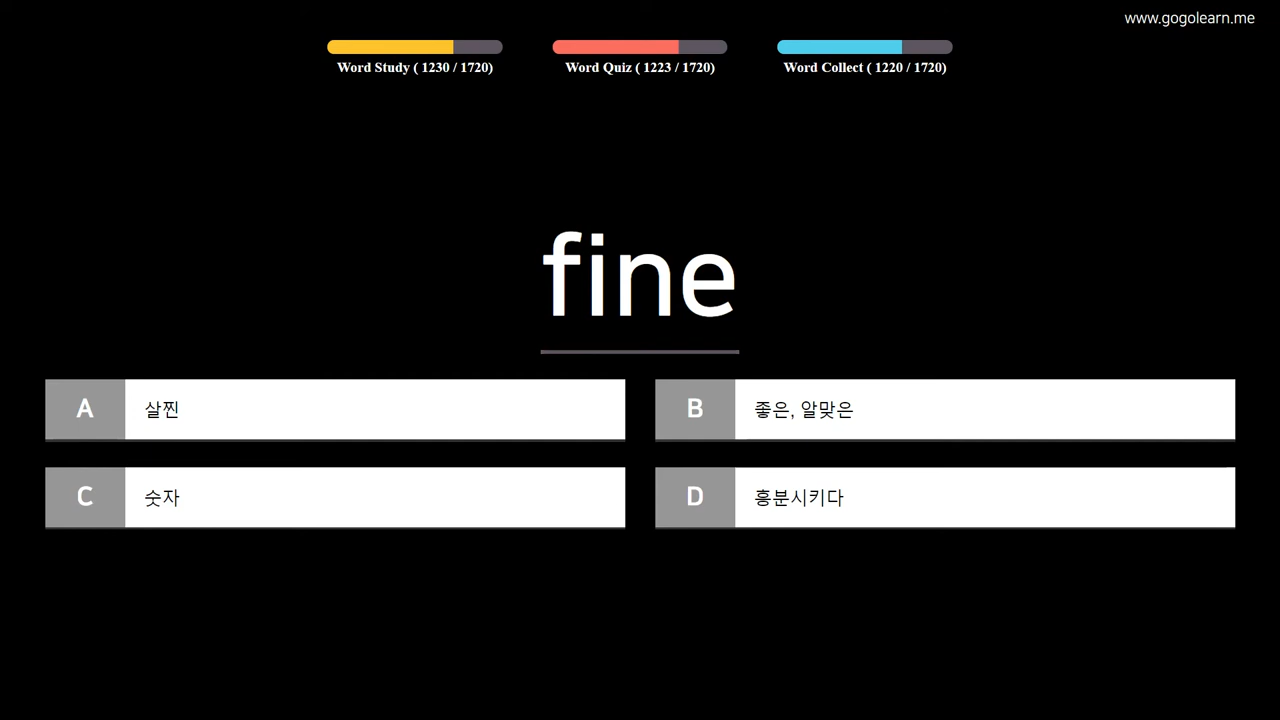 www.gogolearn.me
Word Study ( 1230 / 1720)
Word Quiz ( 1223 / 1720)
Word Collect ( 1220 / 1720)
fine
A 살찐
B 좋은, 알맞은
C 숫자
D 흥분시키다